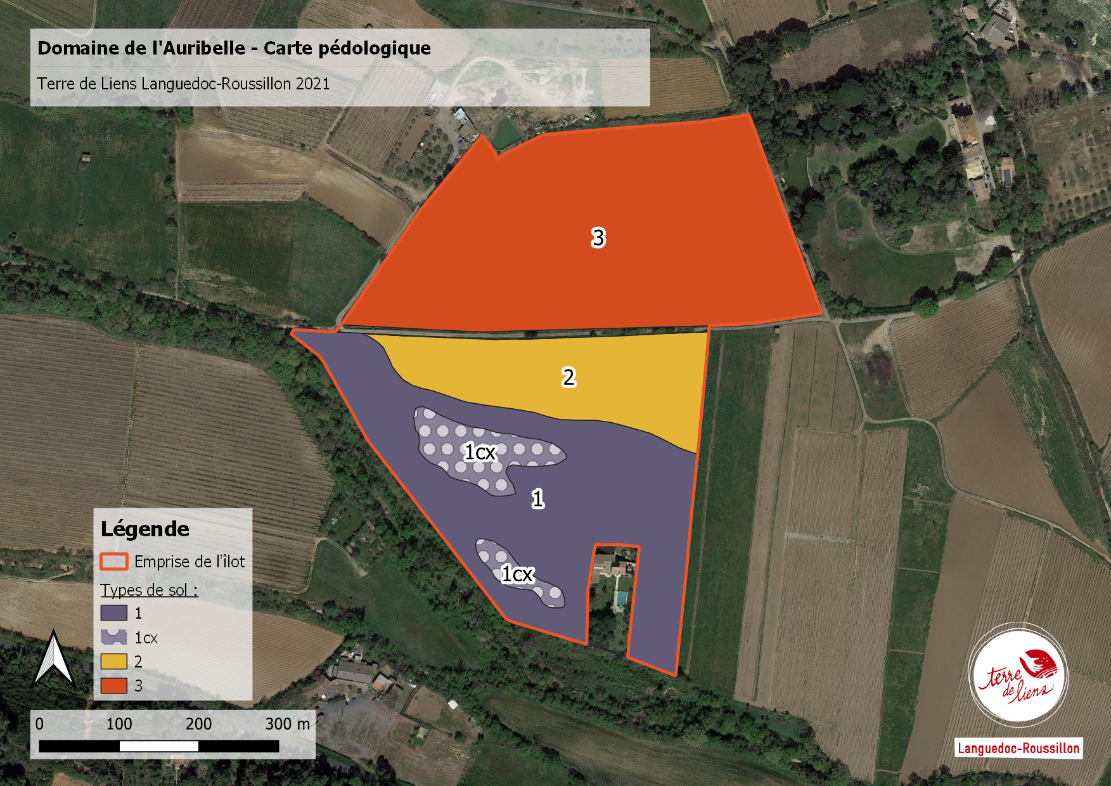 Domaine de l'Auribelle - Carte pédologique
Terre de Liens Languedoc-Roussillon 2021
3
2
1cx
1
1cx
Légende
Emprise de l'îlot
Types de sol :
1
1cx
2
3
0 100 200 300 m
terre de liens
Languedoc-Roussillon